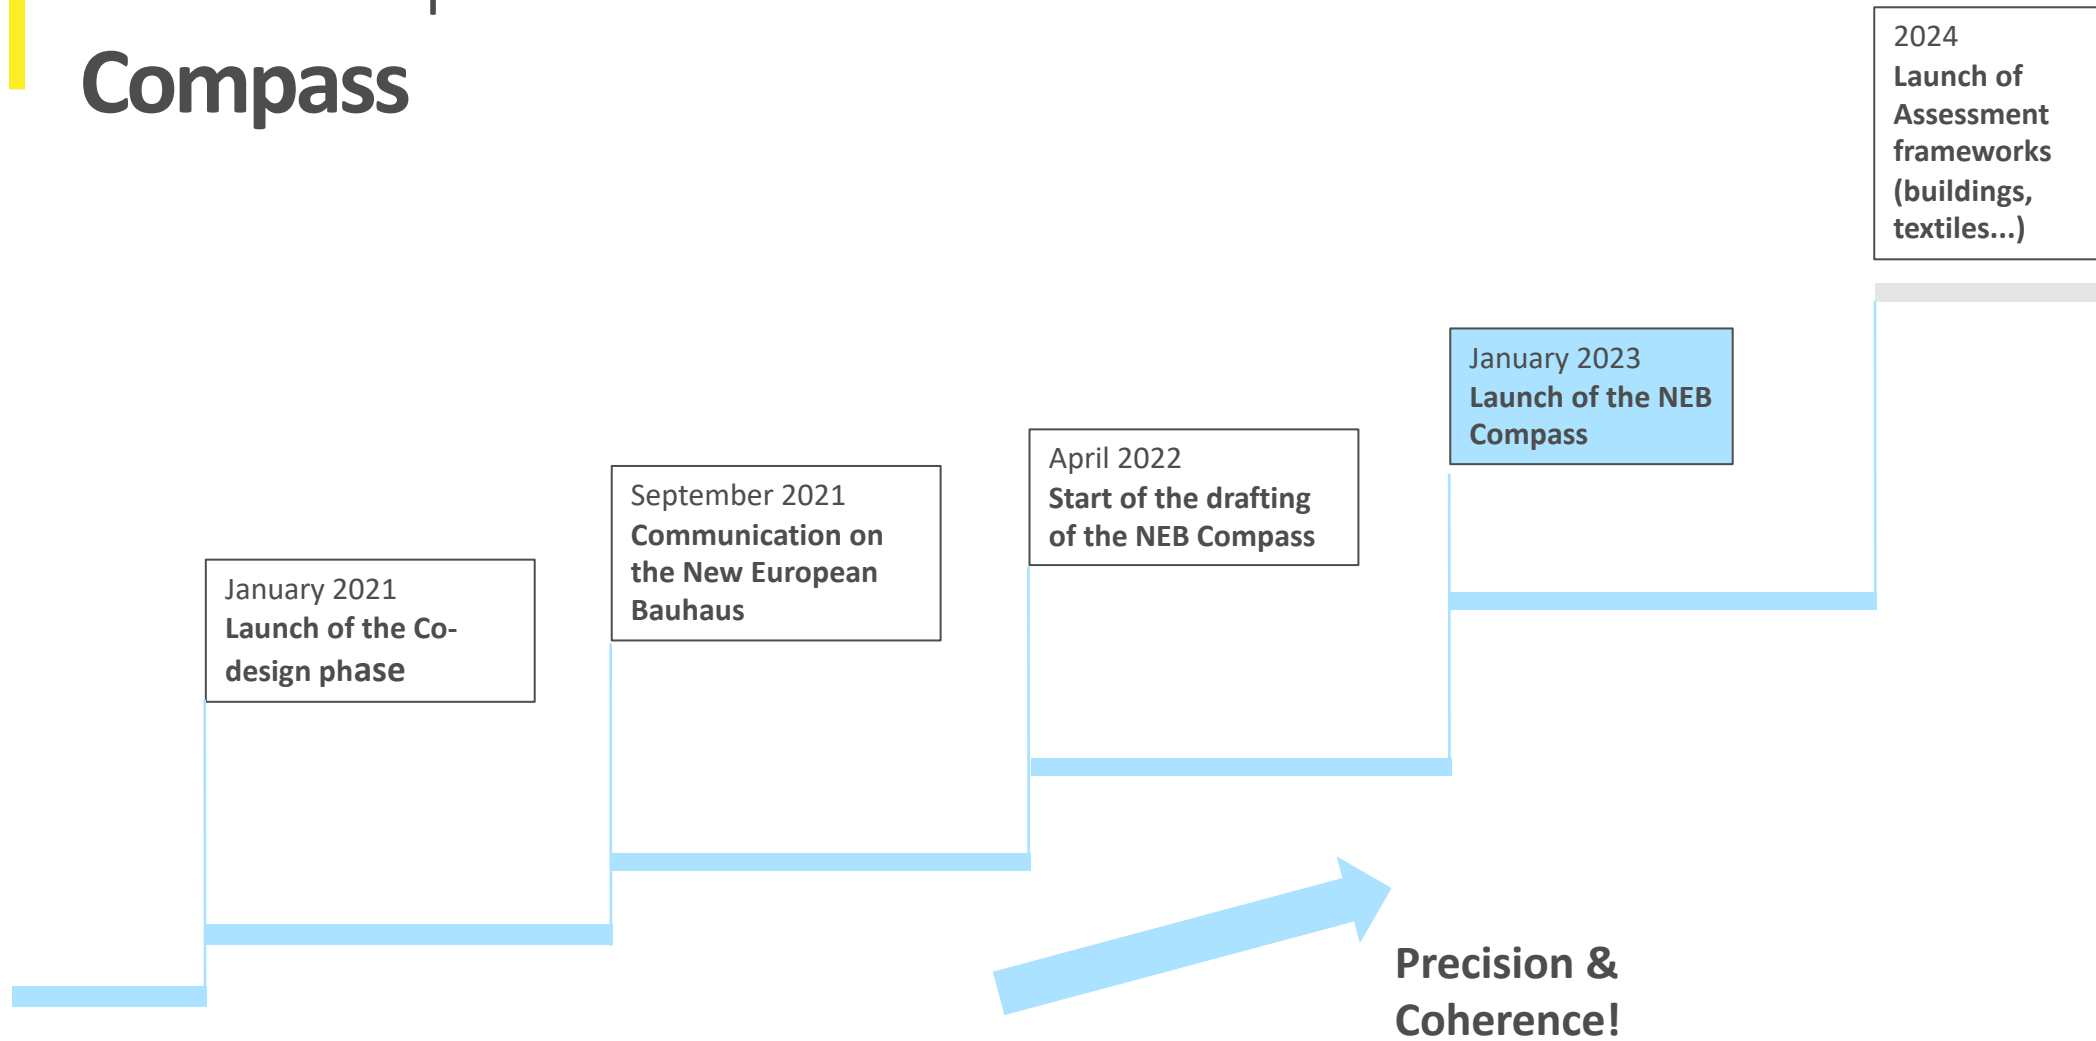 Compass
2024
Launch of
Assessment
frameworks
(buildings,
textiles...)
January 2023
Launch of the NEB
Compass
April 2022
Start of the drafting
of the NEB Compass
September 2021
Communication on
the New European
Bauhaus
January 2021
Launch of the Co-
design phase
Precision &
Coherence!